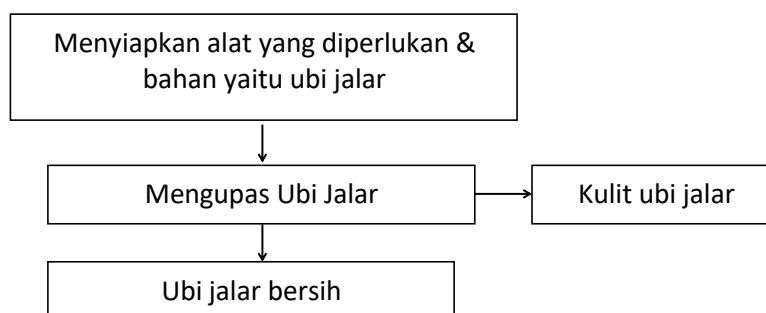 Menyiapkan alat yang diperlukan &
bahan yaitu ubi jalar
Mengupas Ubi Jalar
Kulit ubi jalar
Ubi jalar bersih